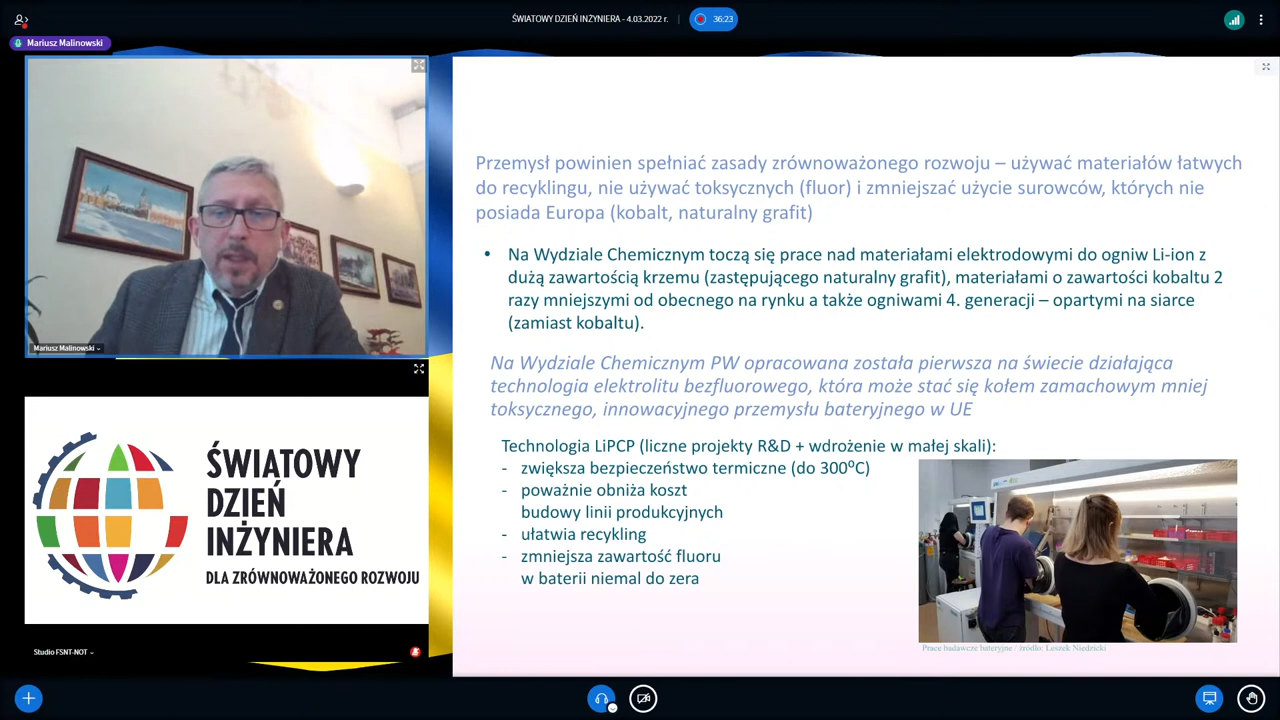 ŚWIATOWY DZIEŃ INŻYNIERA - 4.03.2022 r.
36:23
Mariusz Malinowski
Mariusz Malinowski
ŚWIATOWY
DZIEŃ
INŻYNIERA
DLA ZRÓWNOWAŻONEGO ROZWOJU
Studio FSNT-NOT
Przemysł powinien spełniać zasady zrównoważonego rozwoju – używać materiałów łatwych
do recyklingu, nie używać toksycznych (fluor) i zmniejszać użycie surowców, których nie
posiada Europa (kobalt, naturalny grafit)
• Na Wydziale Chemicznym toczą się prace nad materiałami elektrodowymi do ogniw Li-ion z
dużą zawartością krzemu (zastępującego naturalny grafit), materiałami o zawartości kobaltu 2
razy mniejszymi od obecnego na rynku a także ogniwami 4. generacji – opartymi na siarce
(zamiast kobaltu).
Na Wydziale Chemicznym PW opracowana została pierwsza na świecie działająca
technologia elektrolitu bezfluorowego, która może stać się kołem zamachowym mniej
toksycznego, innowacyjnego przemysłu bateryjnego w UE
Technologia LiPCP (liczne projekty R&D + wdrożenie w małej skali):
- zwiększa bezpieczeństwo termiczne (do 300⁰C)
- poważnie obniża koszt
budowy linii produkcyjnych
- ułatwia recykling
- zmniejsza zawartość fluoru
w baterii niemal do zera
Prace badawcze bateryjne / źródło: Leszek Niedzicki